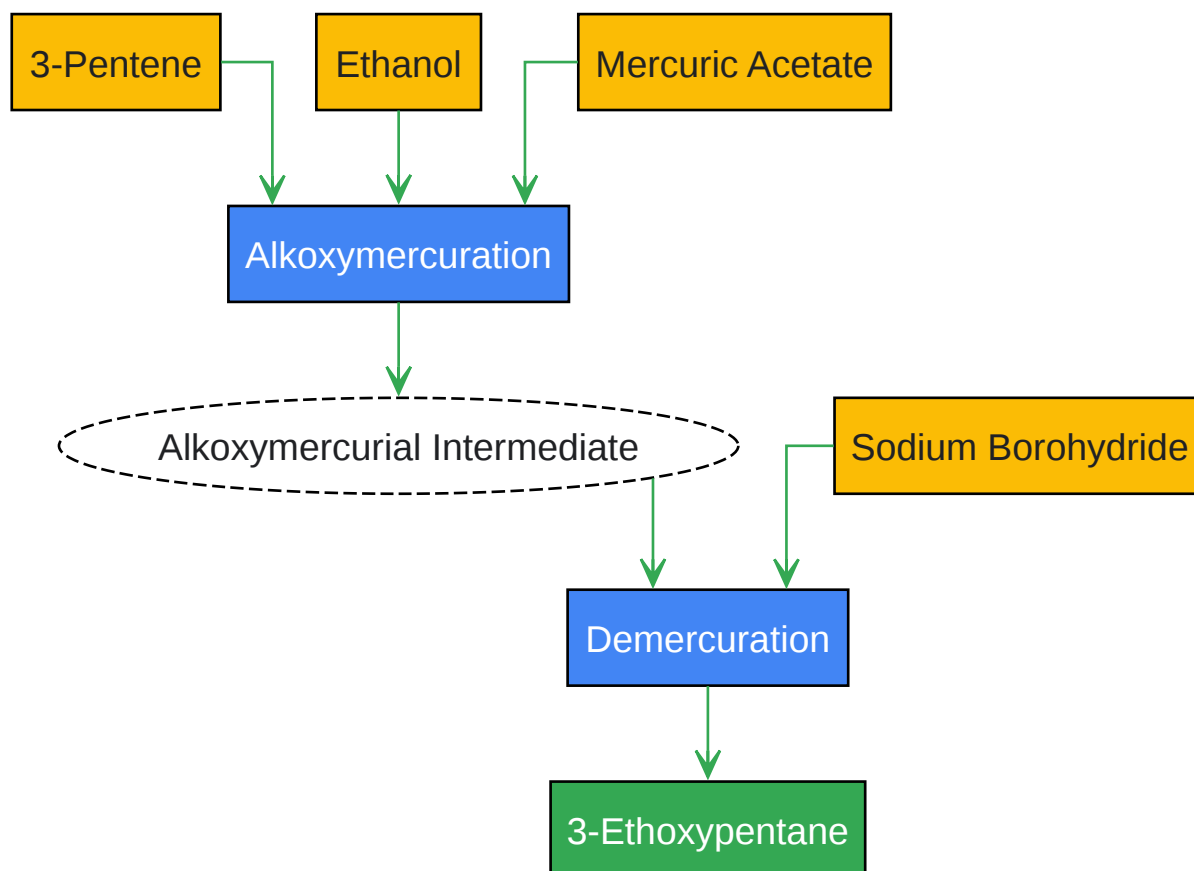 3-Pentene
Ethanol
Mercuric Acetate
Alkoxymercuration
Alkoxymercurial Intermediate
Sodium Borohydride
Demercuration
3-Ethoxypentane